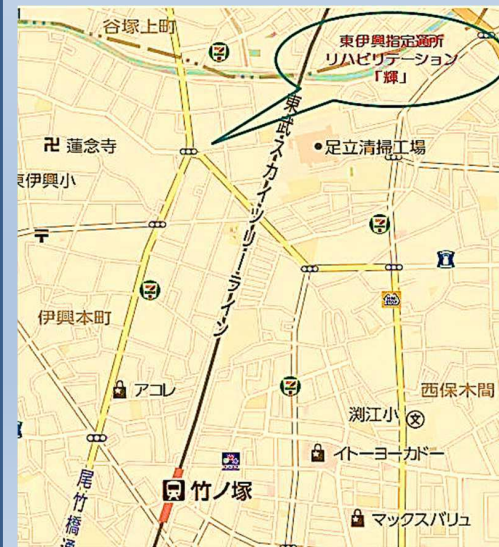 谷塚上町
東伊興指定通所
リハビリテーション
「輝」
蓮念寺
足立清掃工場
東伊興小
東武スカイツリーライン
伊興本町
アコレ
西保木間
渕江小
イトーヨーカドー
竹ノ塚
尾竹橋通
マックスバリュ